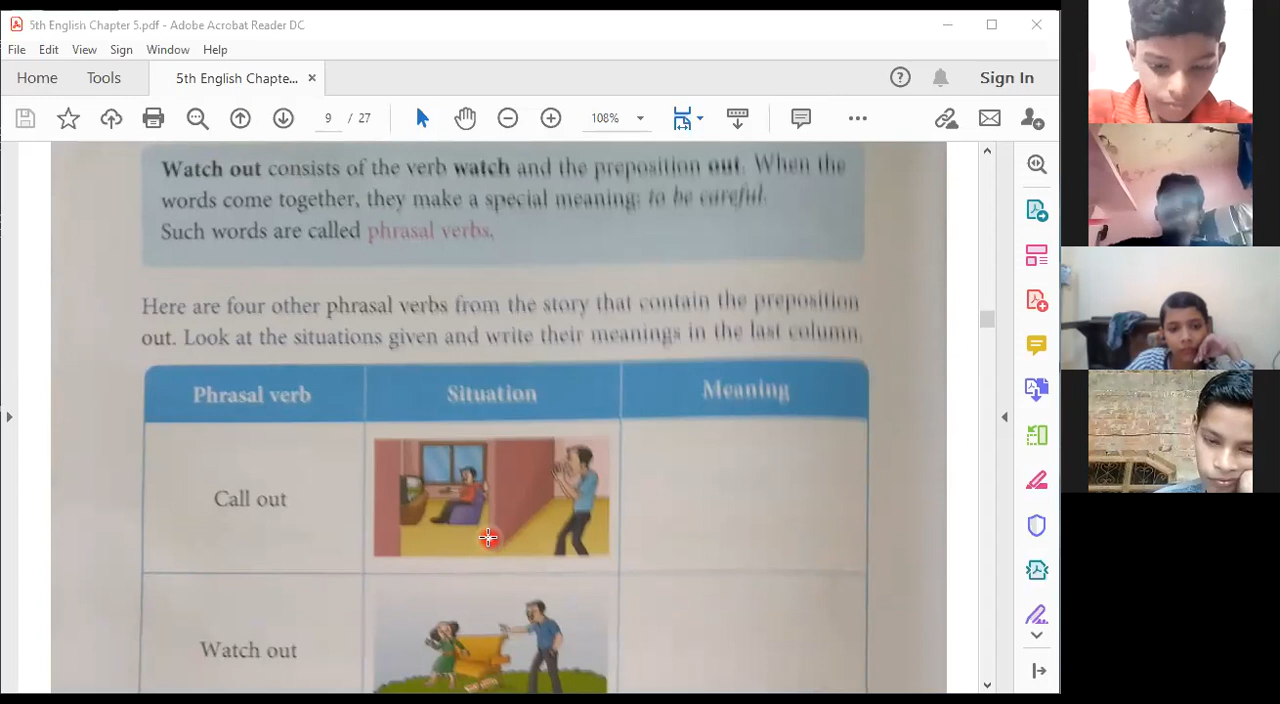 5th English Chapter 5.pdf - Adobe Acrobat Reader DC
File Edit View Sign Window Help
Home Tools 5th English Chapte... × Sign In
9 / 27 108%
Watch out consists of the verb watch and the preposition out. When the
words come together, they make a special meaning: to be careful.
Such words are called phrasal verbs.
Here are four other phrasal verbs from the story that contain the preposition
out. Look at the situations given and write their meanings in the last column.
Phrasal verb Situation Meaning
Call out
Watch out